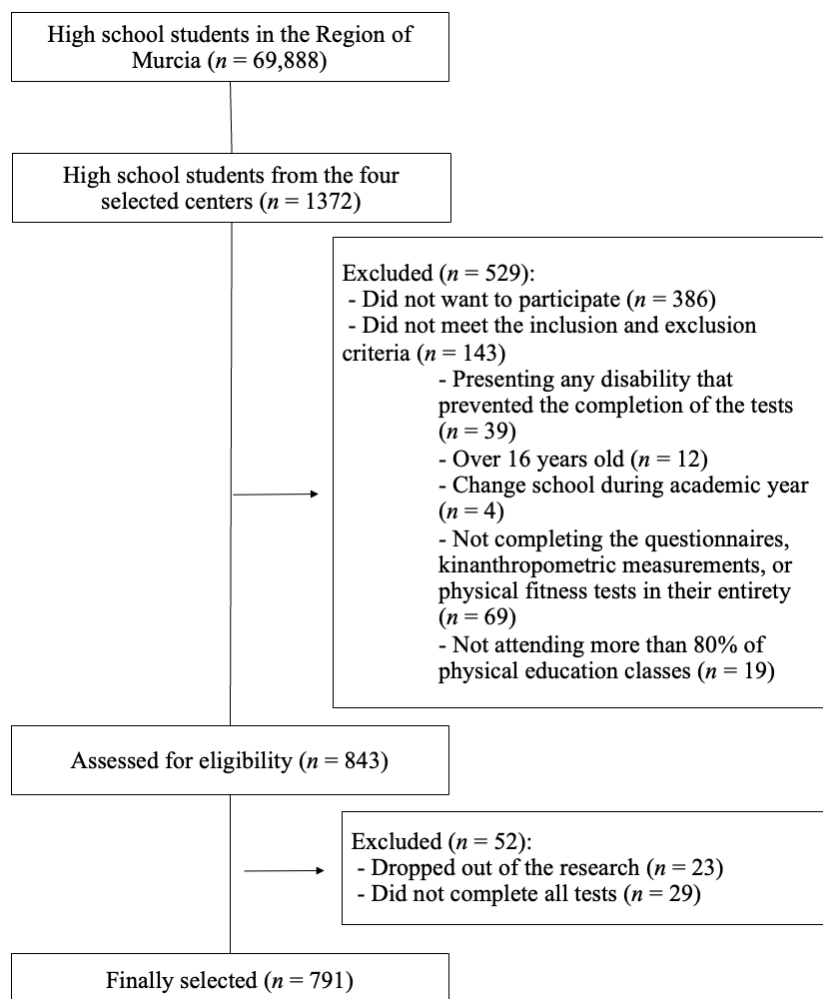 High school students in the Region of
Murcia (n = 69,888)
High school students from the four
selected centers (n = 1372)
Excluded (n = 529):
- Did not want to participate (n = 386)
- Did not meet the inclusion and exclusion
criteria (n = 143)
- Presenting any disability that
prevented the completion of the tests
(n = 39)
- Over 16 years old (n = 12)
- Change school during academic year
(n = 4)
- Not completing the questionnaires,
kinanthropometric measurements, or
physical fitness tests in their entirety
(n = 69)
- Not attending more than 80% of
physical education classes (n = 19)
Assessed for eligibility (n = 843)
Excluded (n = 52):
- Dropped out of the research (n = 23)
- Did not complete all tests (n = 29)
Finally selected (n = 791)